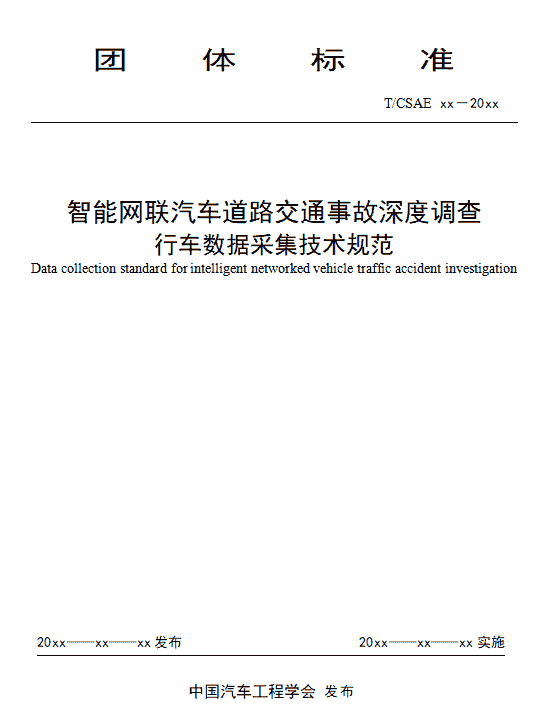 团 体 标 准
T/CSAE xx－20xx
智能网联汽车道路交通事故深度调查
行车数据采集技术规范
Data collection standard for intelligent networked vehicle traffic accident investigation
20xx——xx——xx 发布
20xx——xx——xx 实施
中国汽车工程学会 发布